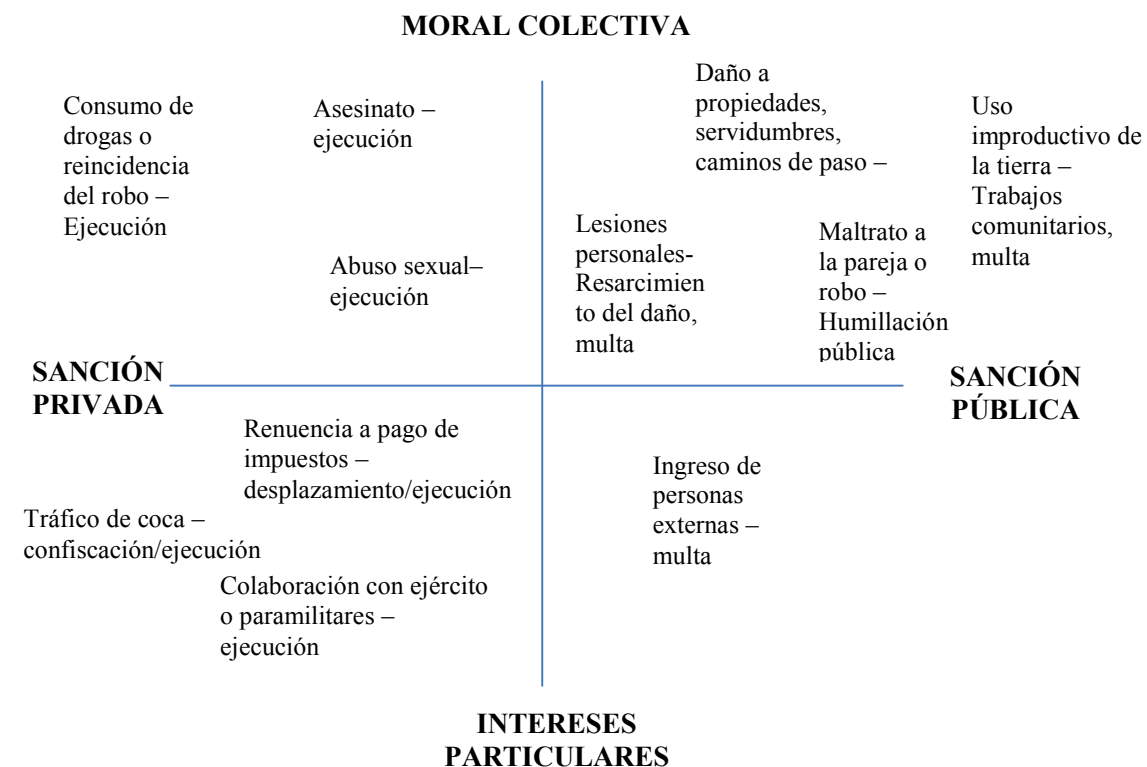 MORAL COLECTIVA
Consumo de
drogas o
reincidencia
del robo –
Ejecución
Asesinato –
ejecución
Abuso sexual–
ejecución
Daño a
propiedades,
servidumbres,
caminos de paso –
Uso
improductivo de
la tierra –
Trabajos
comunitarios,
multa
Lesiones
personales-
Resarcimien
to del daño,
multa
Maltrato a
la pareja o
robo –
Humillación
pública
SANCIÓN
PRIVADA
SANCIÓN
PÚBLICA
Renuencia a pago de
impuestos –
desplazamiento/ejecución
Tráfico de coca –
confiscación/ejecución
Colaboración con ejército
o paramilitares –
ejecución
Ingreso de
personas
externas –
multa
INTERESES
PARTICULARES